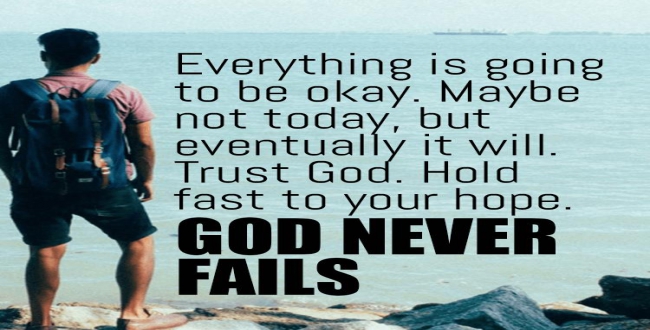 Everything is going
to be okay. Maybe
not today, but
eventually it will.
Trust God. Hold
fast to your hope.
GOD NEVER
FAILS